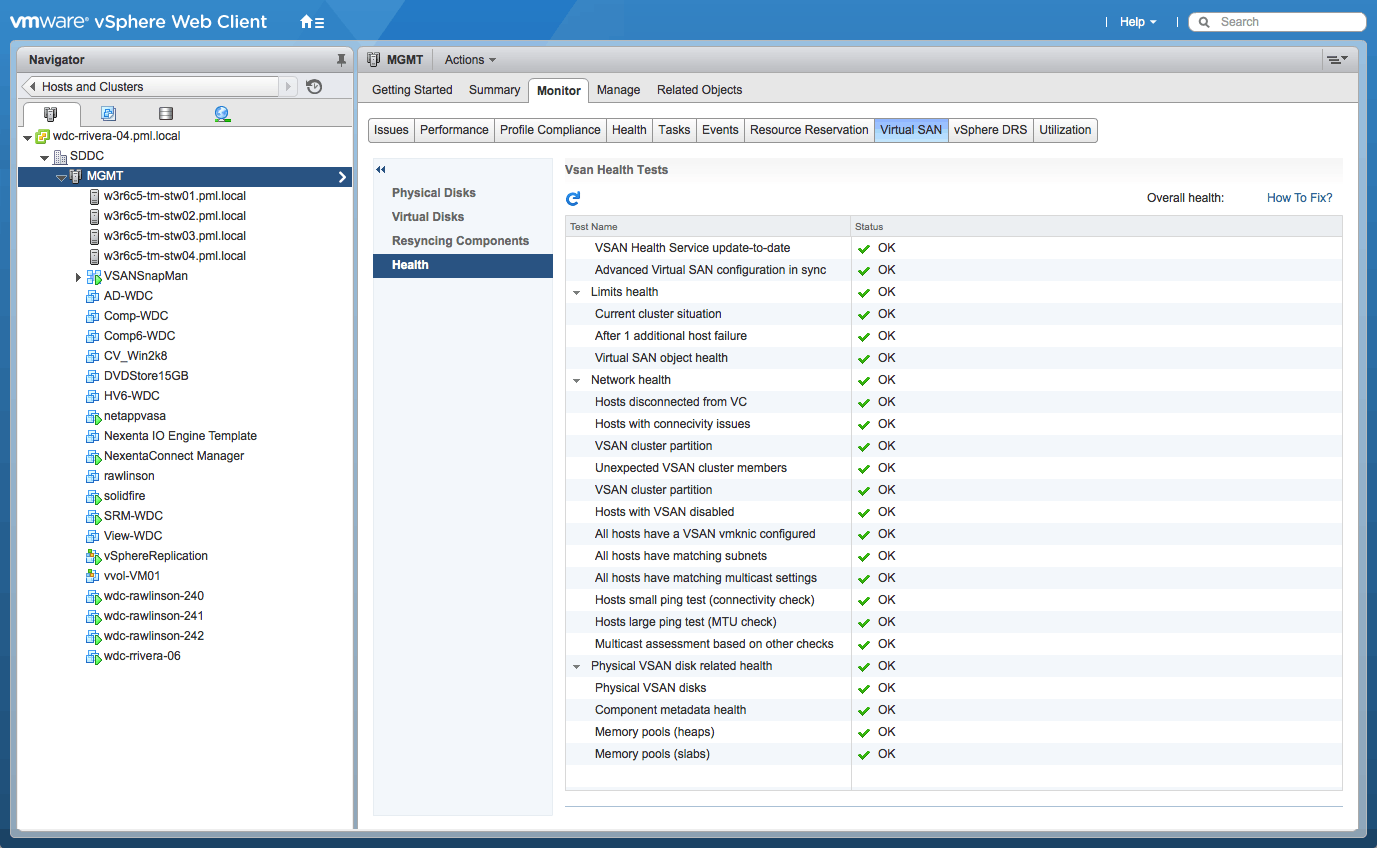 vmware® vSphere Web Client
Help
Search
Navigator
Hosts and Clusters
wdc-rrivera-04.pml.local
SDDC
MGMT
w3r6c5-tm-stw01.pml.local
w3r6c5-tm-stw02.pml.local
w3r6c5-tm-stw03.pml.local
w3r6c5-tm-stw04.pml.local
VSANSnapMan
AD-WDC
Comp-WDC
Comp6-WDC
CV_Win2k8
DVDStore15GB
HV6-WDC
netappvasa
Nexenta IO Engine Template
NexentaConnect Manager
rawlinson
solidfire
SRM-WDC
View-WDC
vSphereReplication
vvol-VM01
wdc-rawlinson-240
wdc-rawlinson-241
wdc-rawlinson-242
wdc-rrivera-06
MGMT Actions
Getting Started Summary Monitor Manage Related Objects
Issues Performance Profile Compliance Health Tasks Events Resource Reservation Virtual SAN vSphere DRS Utilization
Physical Disks
Virtual Disks
Resyncing Components
Health
Vsan Health Tests
Overall health: How To Fix?
Test Name Status
VSAN Health Service update-to-date OK
Advanced Virtual SAN configuration in sync OK
Limits health OK
Current cluster situation OK
After 1 additional host failure OK
Virtual SAN object health OK
Network health OK
Hosts disconnected from VC OK
Hosts with connecivity issues OK
VSAN cluster partition OK
Unexpected VSAN cluster members OK
VSAN cluster partition OK
Hosts with VSAN disabled OK
All hosts have a VSAN vmknic configured OK
All hosts have matching subnets OK
All hosts have matching multicast settings OK
Hosts small ping test (connectivity check) OK
Hosts large ping test (MTU check) OK
Multicast assessment based on other checks OK
Physical VSAN disk related health OK
Physical VSAN disks OK
Component metadata health OK
Memory pools (heaps) OK
Memory pools (slabs) OK